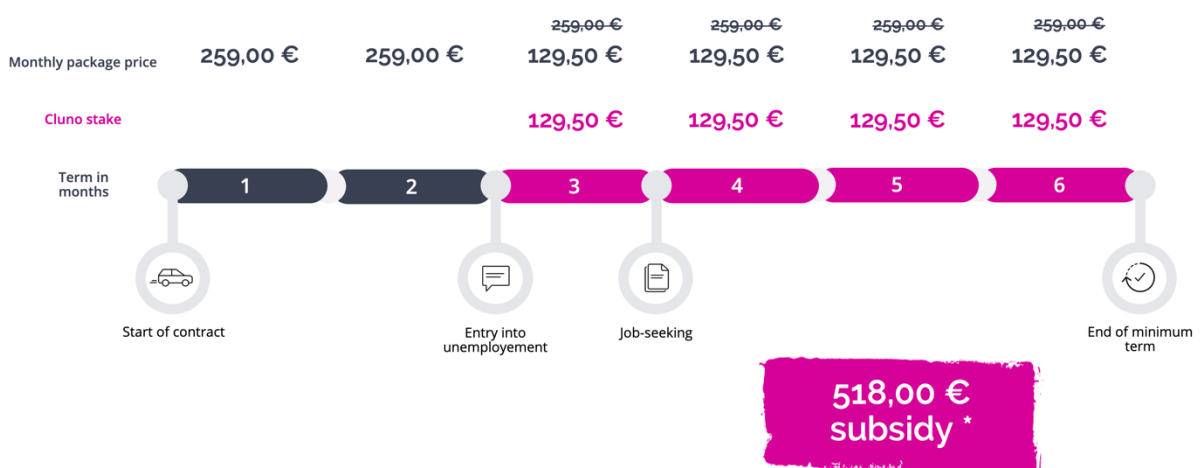 259,00 € 259,00 € 259,00 € 259,00 €
Monthly package price 259,00 € 259,00 € 129,50 € 129,50 € 129,50 € 129,50 €
Cluno stake 129,50 € 129,50 € 129,50 € 129,50 €
Term in
months
1 2 3 4 5 6
Start of contract
Entry into
unemployement
Job-seeking
End of minimum
term
518,00 €
subsidy *